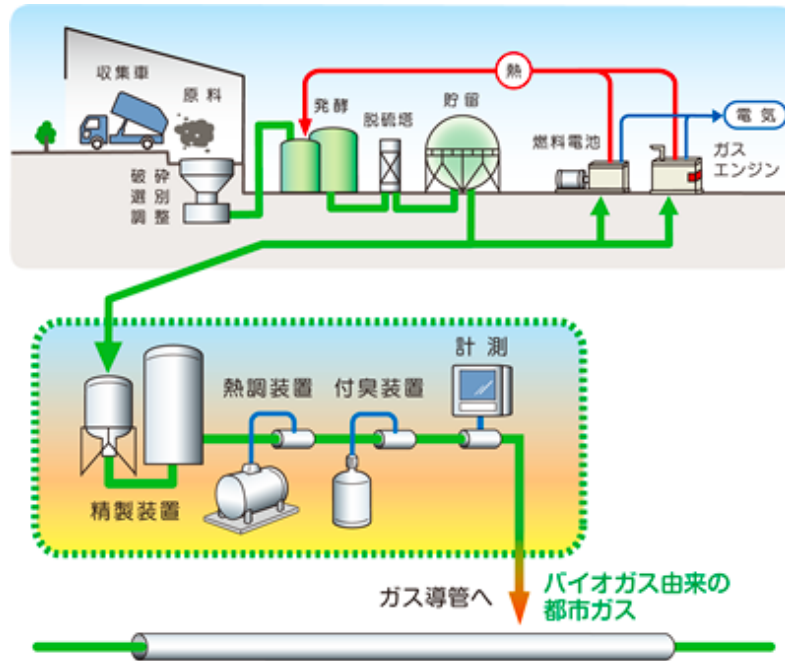 収集車
原料
破砕
選別
調整
発酵
脱硫塔
貯留
熱
燃料電池
電気
ガス
エンジン
精製装置
熱調装置
付臭装置
計測
ガス導管へ
バイオガス由来の
都市ガス